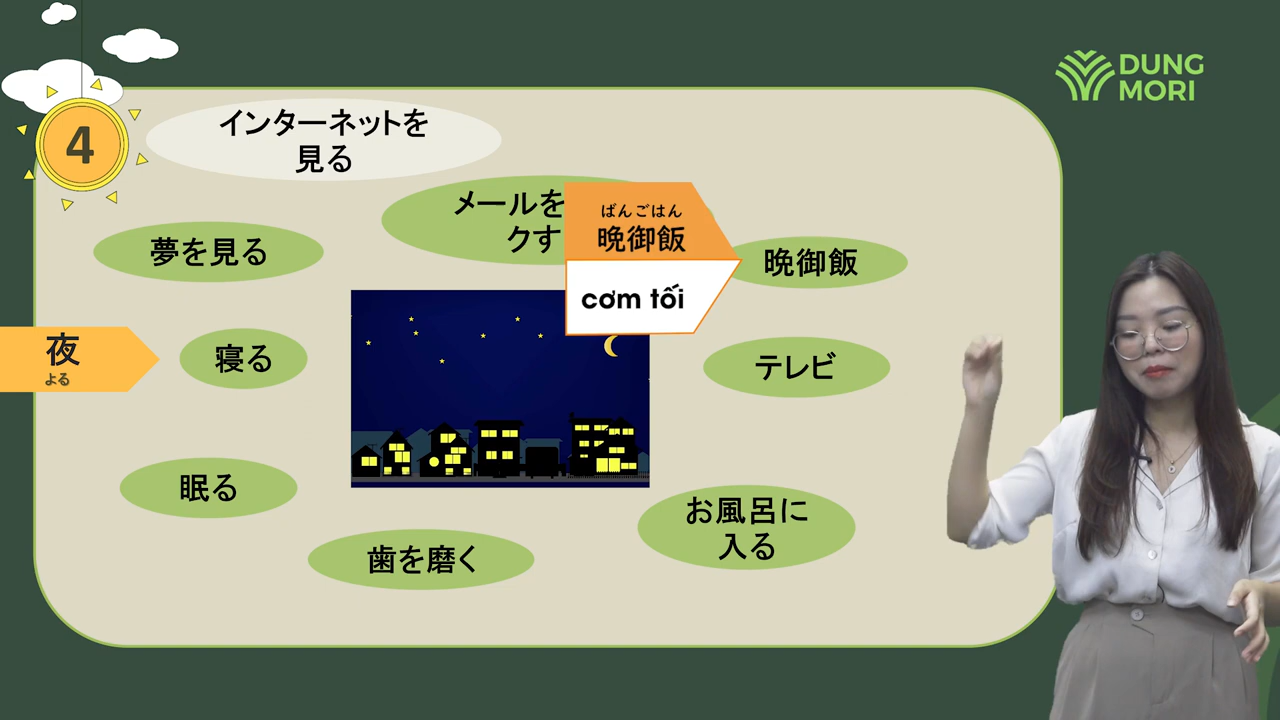 DUNG
MORI
4
インターネットを
見る
メールを
クす
ばんごはん
晩御飯
cơm tối
夢を見る
晩御飯
夜
よる
寝る
テレビ
眠る
お風呂に
入る
歯を磨く